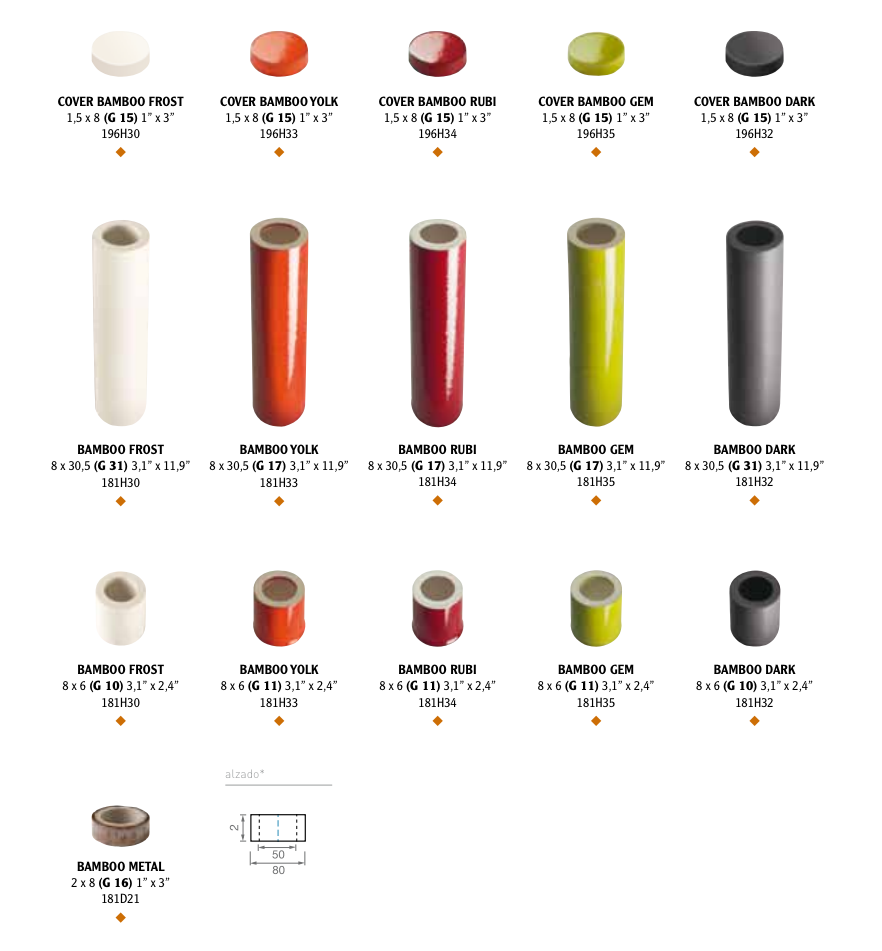 COVER BAMBOO FROST
1,5 x 8 (G 15) 1” x 3”
196H30
COVER BAMBOO YOLK
1,5 x 8 (G 15) 1” x 3”
196H33
COVER BAMBOO RUBI
1,5 x 8 (G 15) 1” x 3”
196H34
COVER BAMBOO GEM
1,5 x 8 (G 15) 1” x 3”
196H35
COVER BAMBOO DARK
1,5 x 8 (G 15) 1” x 3”
196H32
BAMBOO FROST
8 x 30,5 (G 31) 3,1” x 11,9”
181H30
BAMBOO YOLK
8 x 30,5 (G 17) 3,1” x 11,9”
181H33
BAMBOO RUBI
8 x 30,5 (G 17) 3,1” x 11,9”
181H34
BAMBOO GEM
8 x 30,5 (G 17) 3,1” x 11,9”
181H35
BAMBOO DARK
8 x 30,5 (G 31) 3,1” x 11,9”
181H32
BAMBOO FROST
8 x 6 (G 10) 3,1” x 2,4”
181H30
BAMBOO YOLK
8 x 6 (G 11) 3,1” x 2,4”
181H33
BAMBOO RUBI
8 x 6 (G 11) 3,1” x 2,4”
181H34
BAMBOO GEM
8 x 6 (G 11) 3,1” x 2,4”
181H35
BAMBOO DARK
8 x 6 (G 10) 3,1” x 2,4”
181H32
BAMBOO METAL
2 x 8 (G 16) 1” x 3”
181D21
alzado*
2
50
80